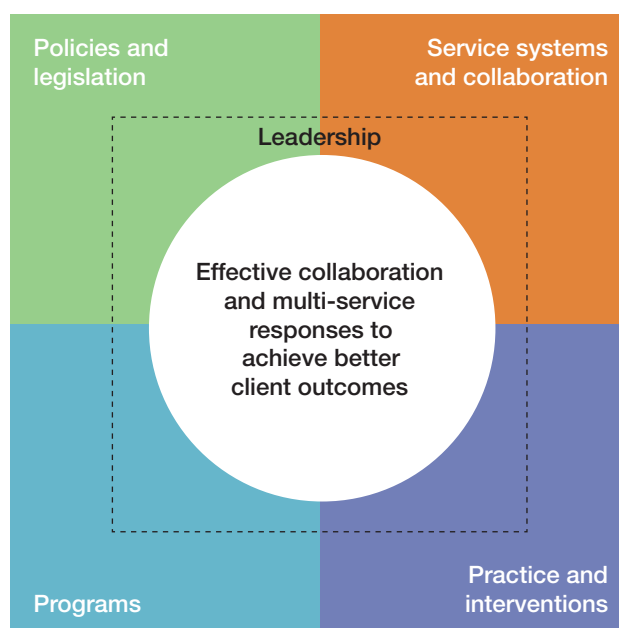 Policies and
legislation
Service systems
and collaboration
Leadership
Effective collaboration
and multi-service
responses to
achieve better
client outcomes
Programs
Practice and
interventions